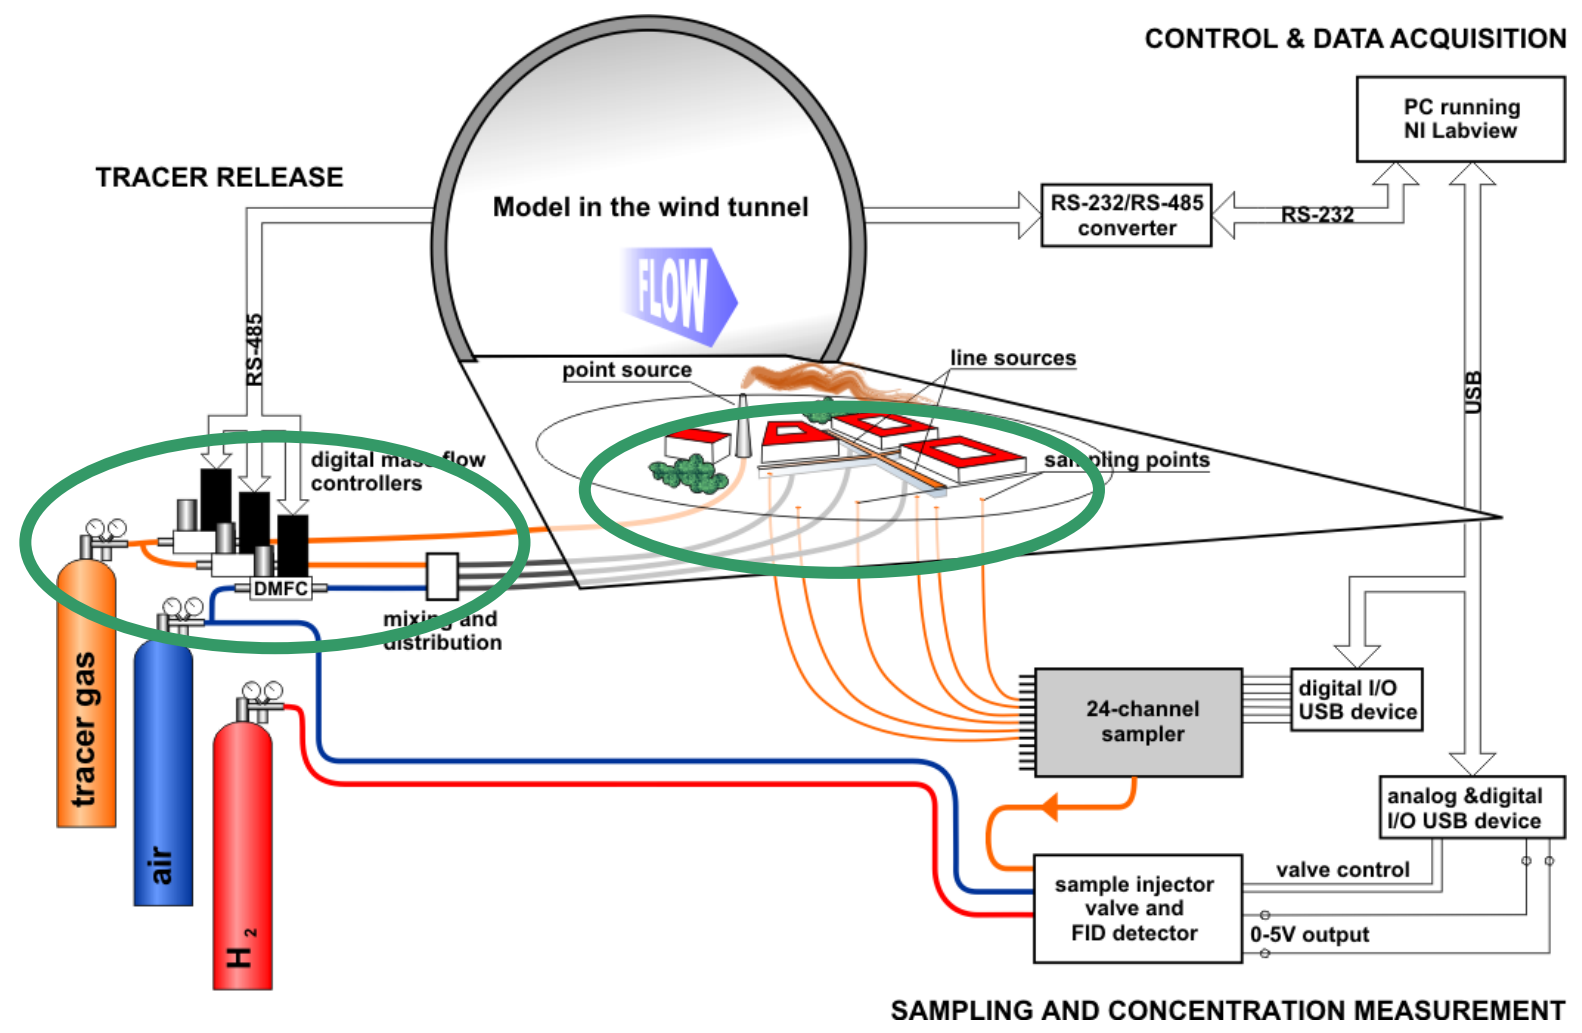 CONTROL & DATA ACQUISITION
PC running
NI Labview
TRACER RELEASE
Model in the wind tunnel
RS-232/RS-485
converter
RS-232
FLOW
RS-485
point source
line sources
USB
digital mass flow
controllers
sampling points
DMFC
mixing and
distribution
tracer gas
air
H2
24-channel
sampler
digital I/O
USB device
analog &digital
I/O USB device
sample injector
valve and
FID detector
valve control
0-5V output
SAMPLING AND CONCENTRATION MEASUREMENT